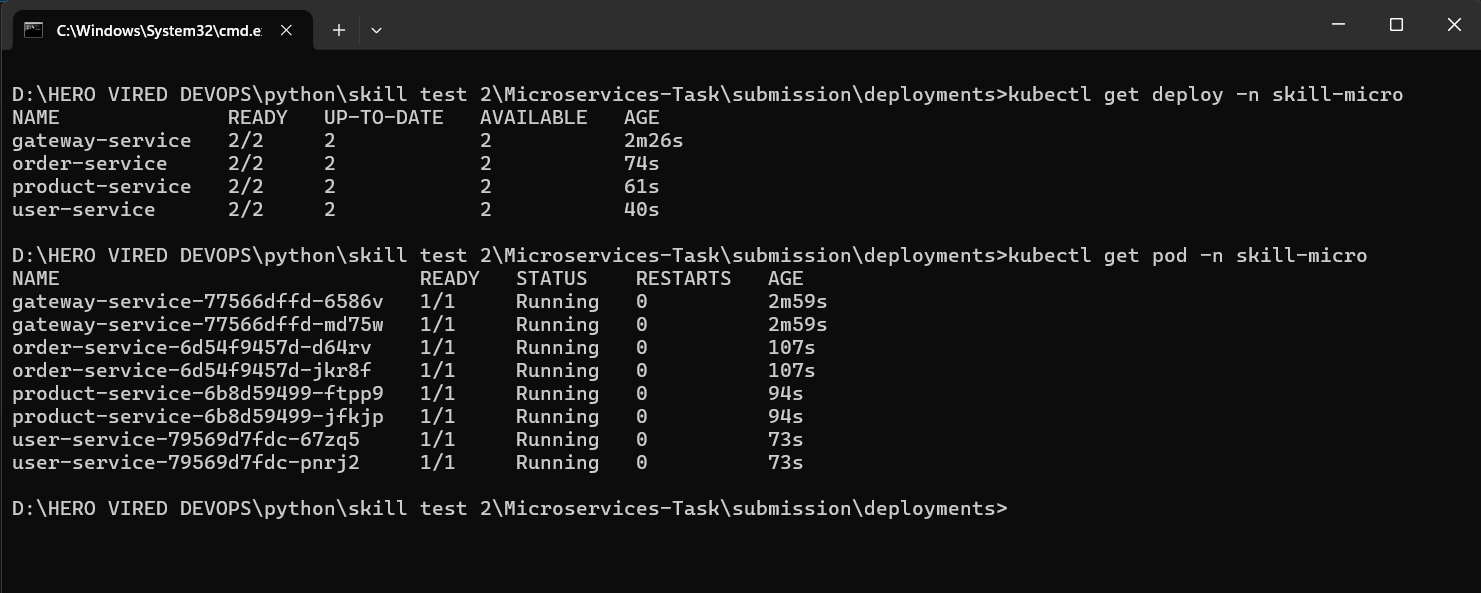 C:\Windows\System32\cmd.e
D:\HERO VIRED DEVOPS\python\skill test 2\Microservices-Task\submission\deployments>kubectl get deploy -n skill-micro
NAME READY UP-TO-DATE AVAILABLE AGE
gateway-service 2/2 2 2 2m26s
order-service 2/2 2 2 74s
product-service 2/2 2 2 61s
user-service 2/2 2 2 40s
D:\HERO VIRED DEVOPS\python\skill test 2\Microservices-Task\submission\deployments>kubectl get pod -n skill-micro
NAME READY STATUS RESTARTS AGE
gateway-service-77566dffd-6586v 1/1 Running 0 2m59s
gateway-service-77566dffd-md75w 1/1 Running 0 2m59s
order-service-6d54f9457d-d64rv 1/1 Running 0 107s
order-service-6d54f9457d-jkr8f 1/1 Running 0 107s
product-service-6b8d59499-ftpp9 1/1 Running 0 94s
product-service-6b8d59499-jfkjp 1/1 Running 0 94s
user-service-79569d7fdc-67zq5 1/1 Running 0 73s
user-service-79569d7fdc-pnrj2 1/1 Running 0 73s
D:\HERO VIRED DEVOPS\python\skill test 2\Microservices-Task\submission\deployments>